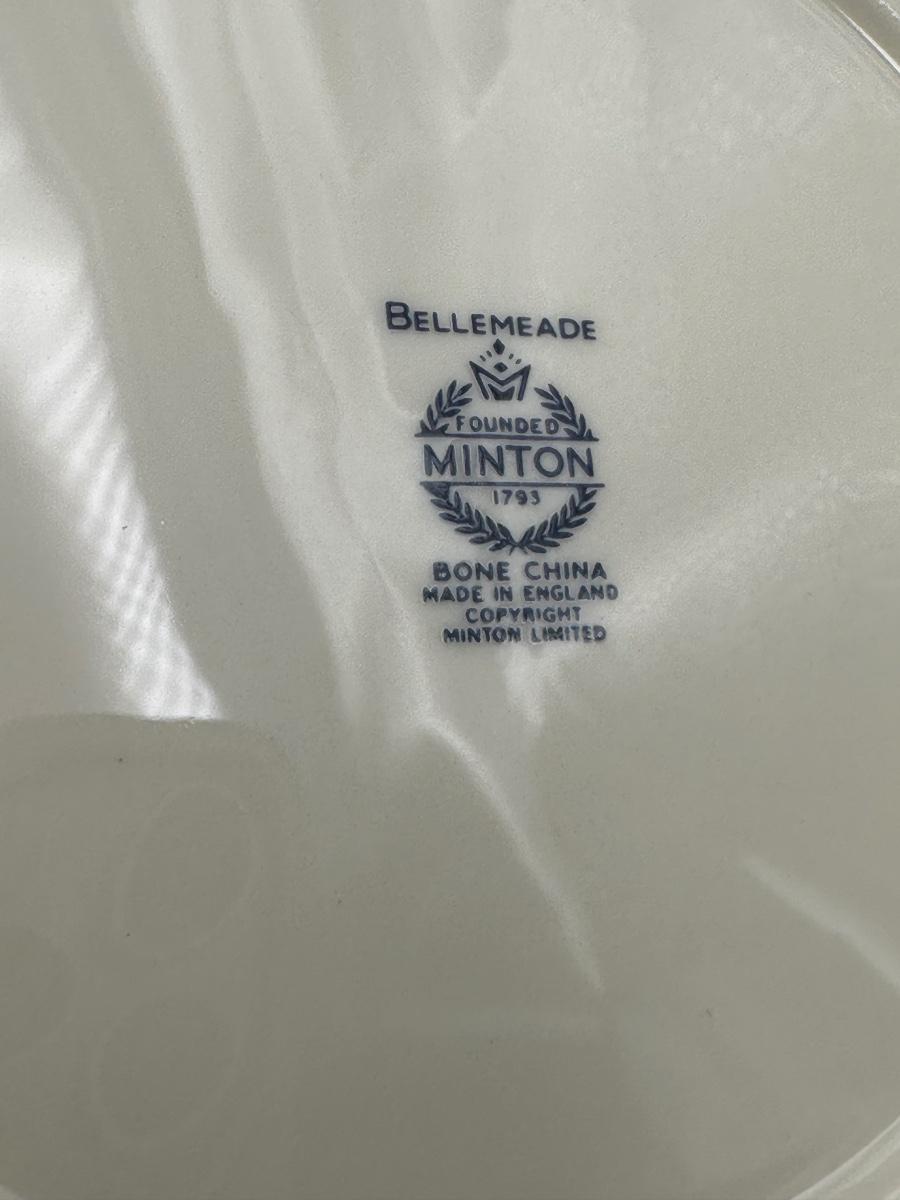 BELLEMEADE
FOUNDED
MINTON
1793
BONE CHINA
MADE IN ENGLAND
COPYRIGHT
MINTON LIMITED